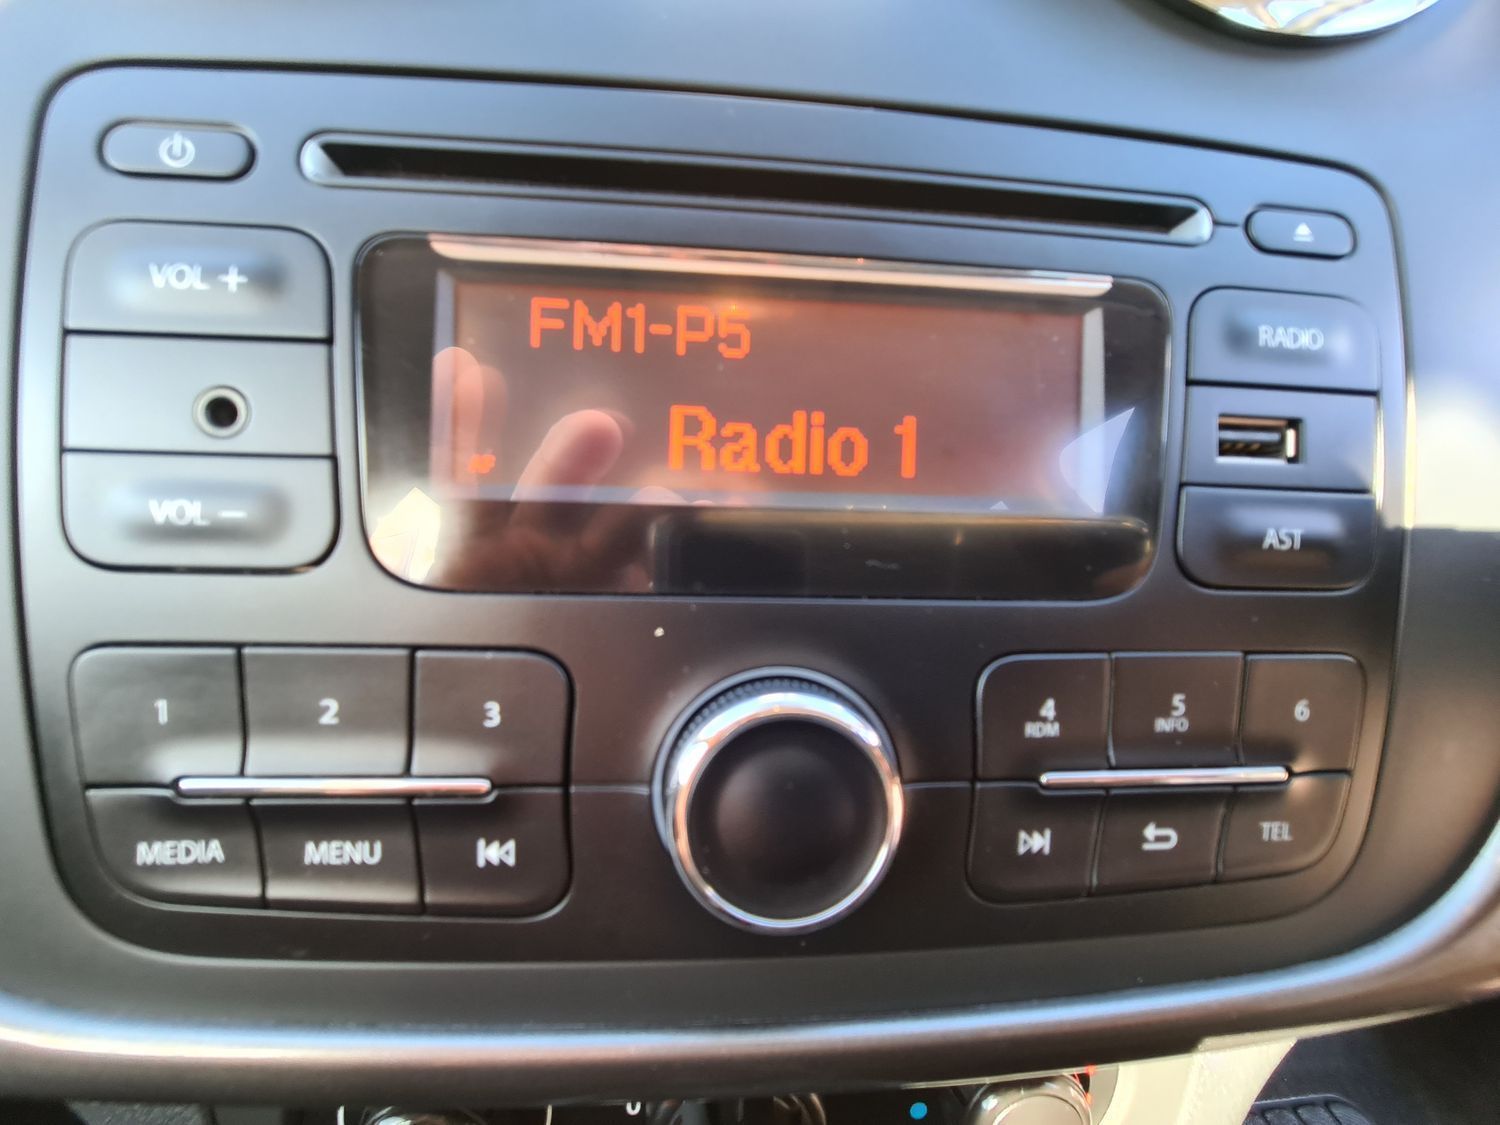 VOL +
FM1-P5
RADIO
Radio 1
VOL −
AST
1
2
3
4
RDM
5
INFO
6
MEDIA
MENU
TEL
0